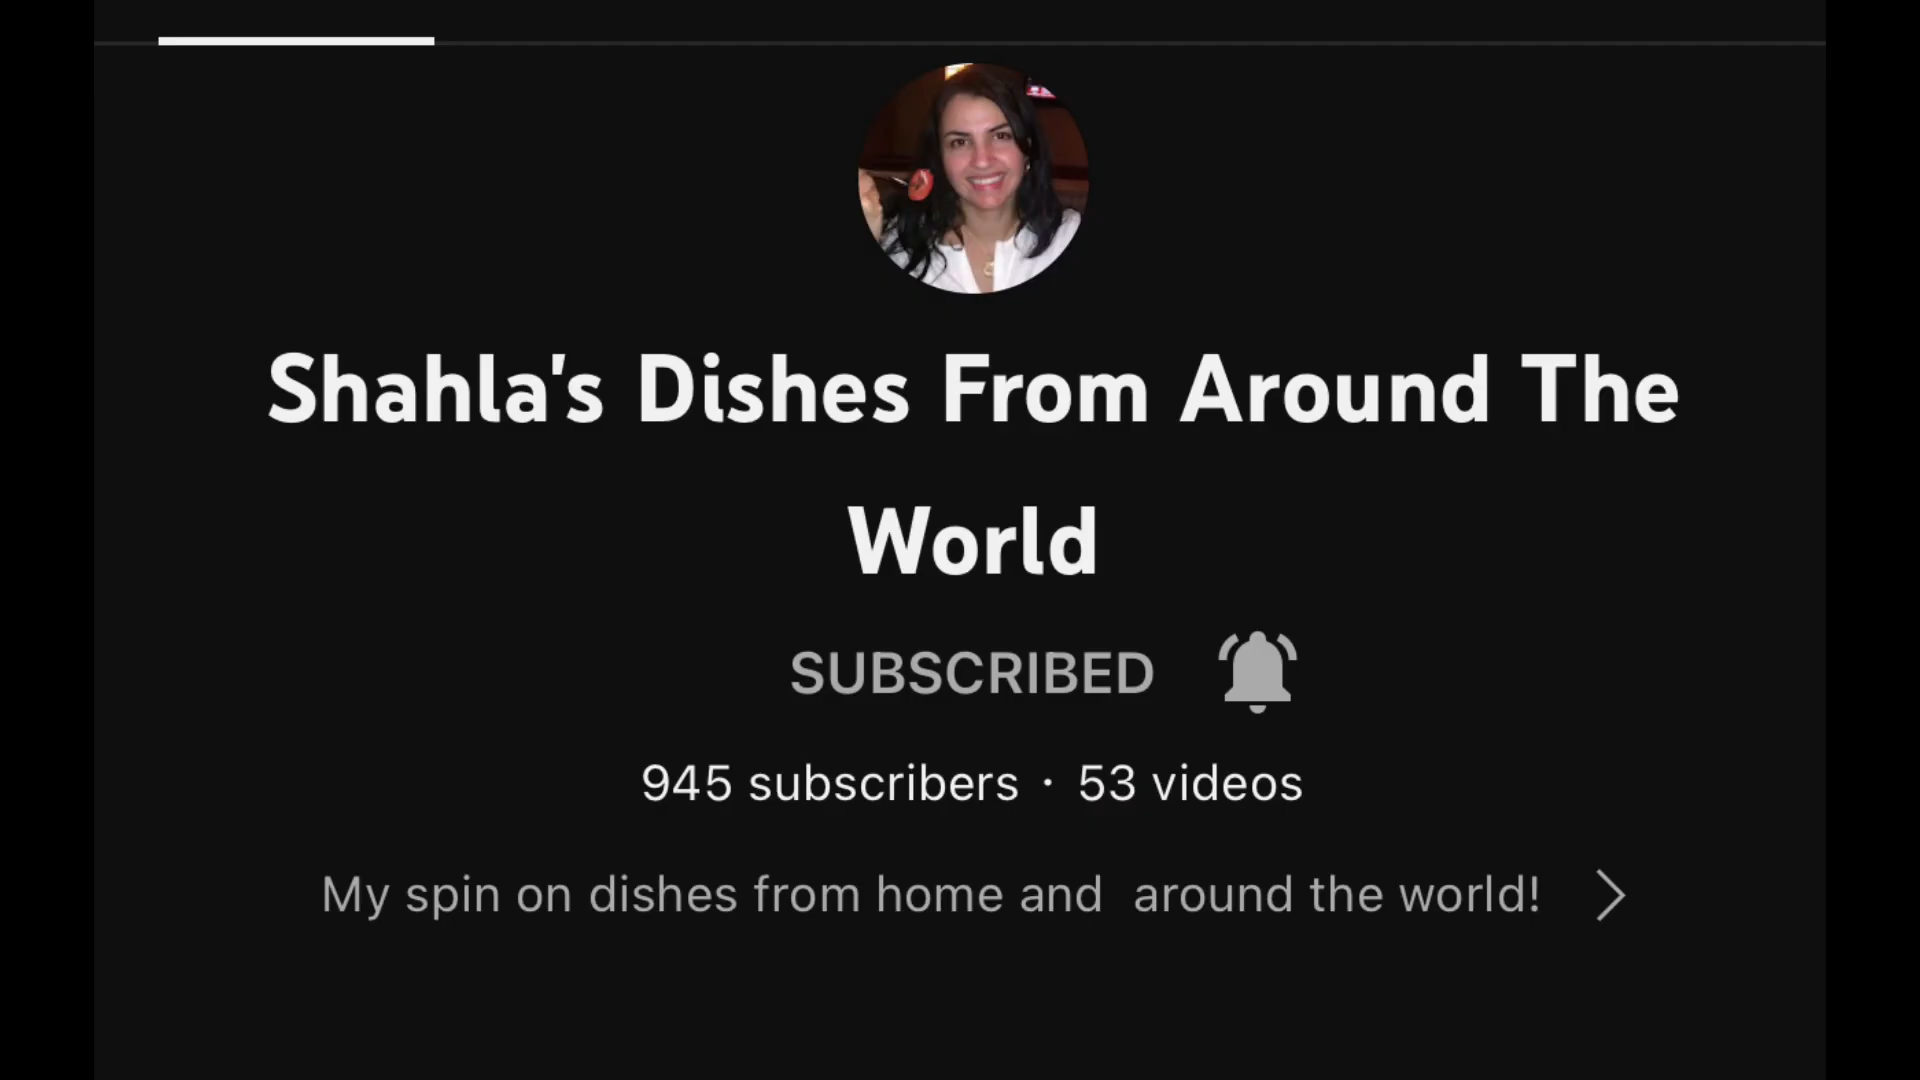 Shahla's Dishes From Around The
World
SUBSCRIBED
945 subscribers · 53 videos
My spin on dishes from home and  around the world!